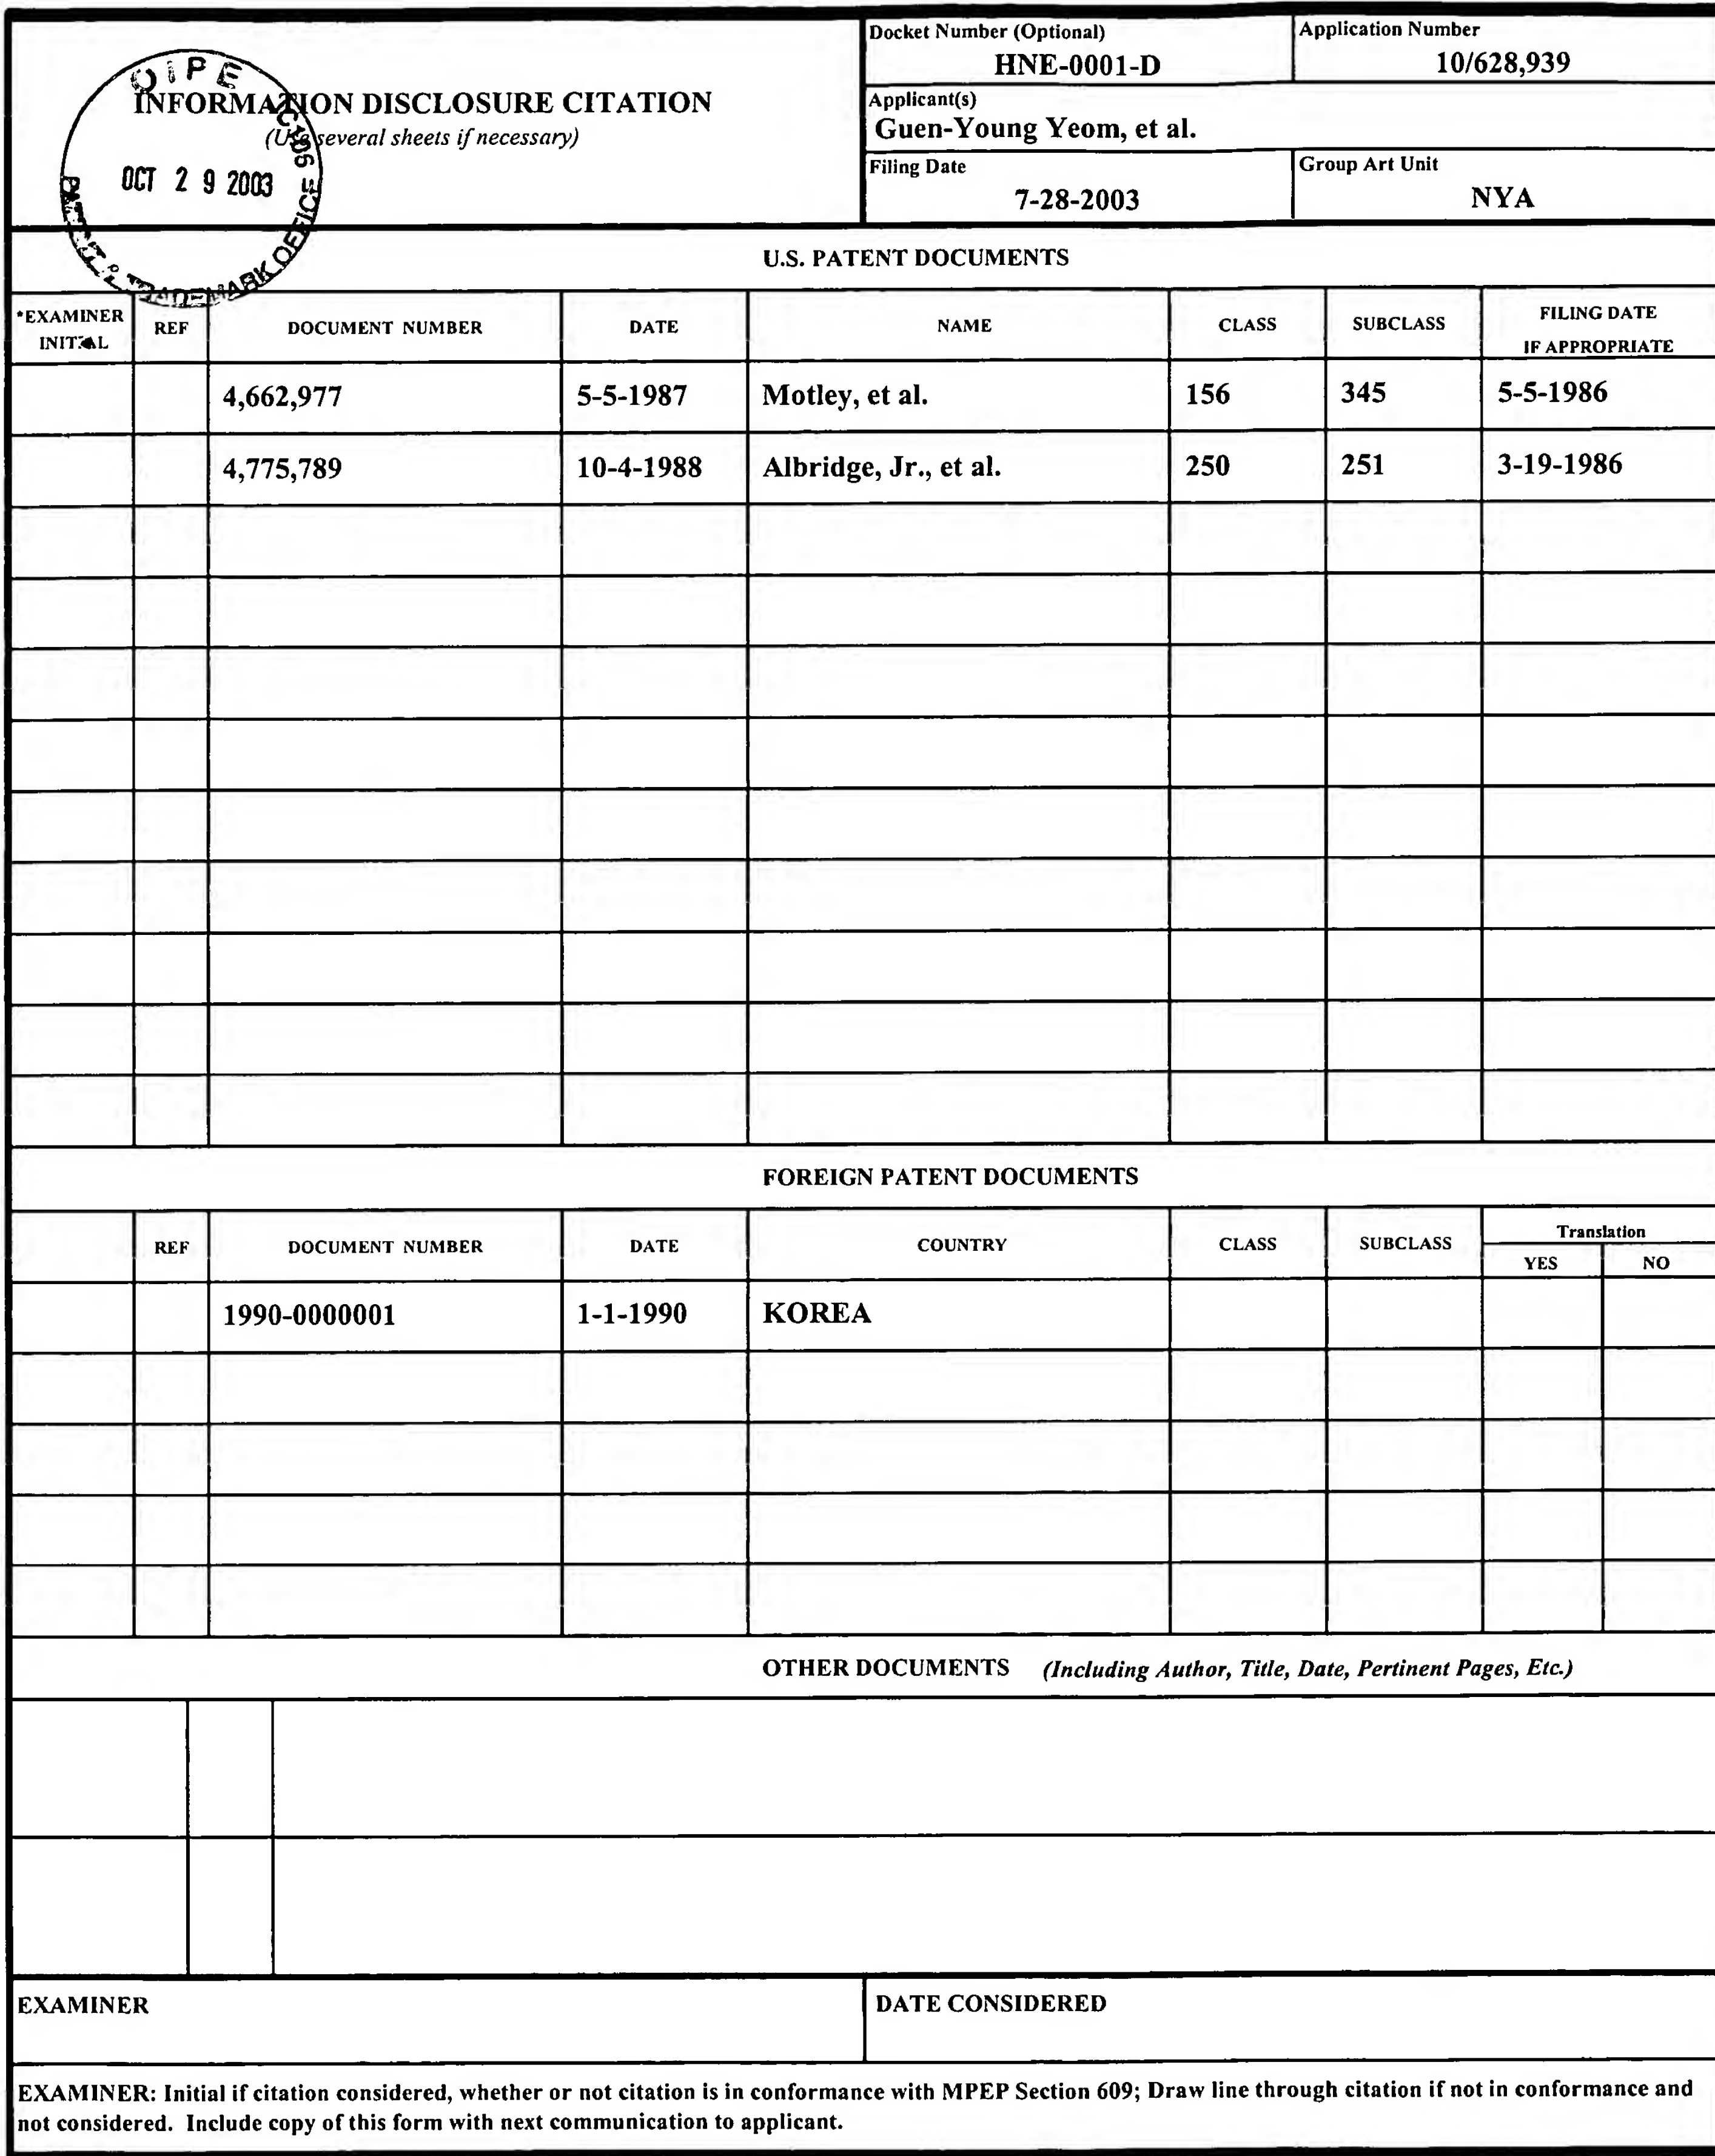 Docket Number (Optional)
HNE-0001-D
Application Number
10/628,939
INFORMATION DISCLOSURE CITATION
(Use several sheets if necessary)
Applicant(s)
Guen-Young Yeom, et al.
Filing Date
7-28-2003
Group Art Unit
NYA
OIPE
OCT 2 9 2003
PATENT & TRADEMARK OFFICE
U.S. PATENT DOCUMENTS
*EXAMINER INITIAL REF DOCUMENT NUMBER DATE NAME CLASS SUBCLASS FILING DATE IF APPROPRIATE
4,662,977 5-5-1987 Motley, et al. 156 345 5-5-1986
4,775,789 10-4-1988 Albridge, Jr., et al. 250 251 3-19-1986
FOREIGN PATENT DOCUMENTS
REF DOCUMENT NUMBER DATE COUNTRY CLASS SUBCLASS Translation
YES NO
1990-0000001 1-1-1990 KOREA
OTHER DOCUMENTS (Including Author, Title, Date, Pertinent Pages, Etc.)
EXAMINER
DATE CONSIDERED
EXAMINER: Initial if citation considered, whether or not citation is in conformance with MPEP Section 609; Draw line through citation if not in conformance and
not considered. Include copy of this form with next communication to applicant.